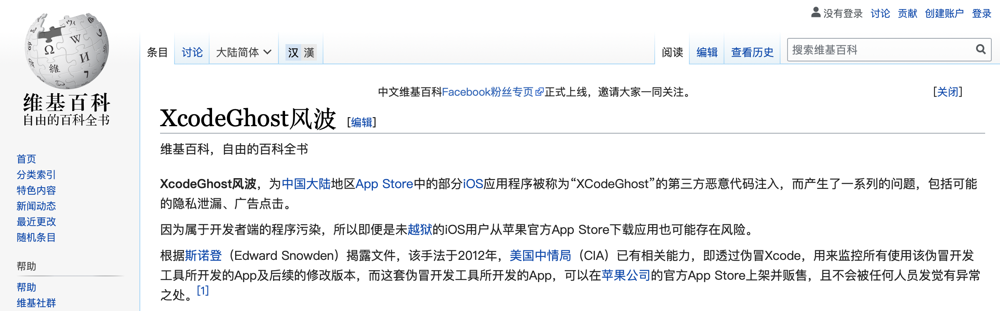 没有登录 讨论 贡献 创建账户 登录
条目 讨论 大陆简体 汉 漢 阅读 编辑 查看历史 搜索维基百科
Ω W И 維 ウィ 7
维基百科
自由的百科全书
首页
分类索引
特色内容
新闻动态
最近更改
随机条目
帮助
帮助
维基社群
中文维基百科Facebook粉丝专页正式上线，邀请大家一同关注。 [关闭]
XcodeGhost风波 [编辑]
维基百科，自由的百科全书
XcodeGhost风波，为中国大陆地区App Store中的部分iOS应用程序被称为“XCodeGhost”的第三方恶意代码注入，而产生了一系列的问题，包括可能
的隐私泄漏、广告点击。
因为属于开发者端的程序污染，所以即便是未越狱的iOS用户从苹果官方App Store下载应用也可能存在风险。
根据斯诺登（Edward Snowden）揭露文件，该手法于2012年，美国中情局（CIA）已有相关能力，即透过伪冒Xcode，用来监控所有使用该伪冒开发
工具所开发的App及后续的修改版本，而这套伪冒开发工具所开发的App，可以在苹果公司的官方App Store上架并贩售，且不会被任何人员发觉有异常
之处。[1]